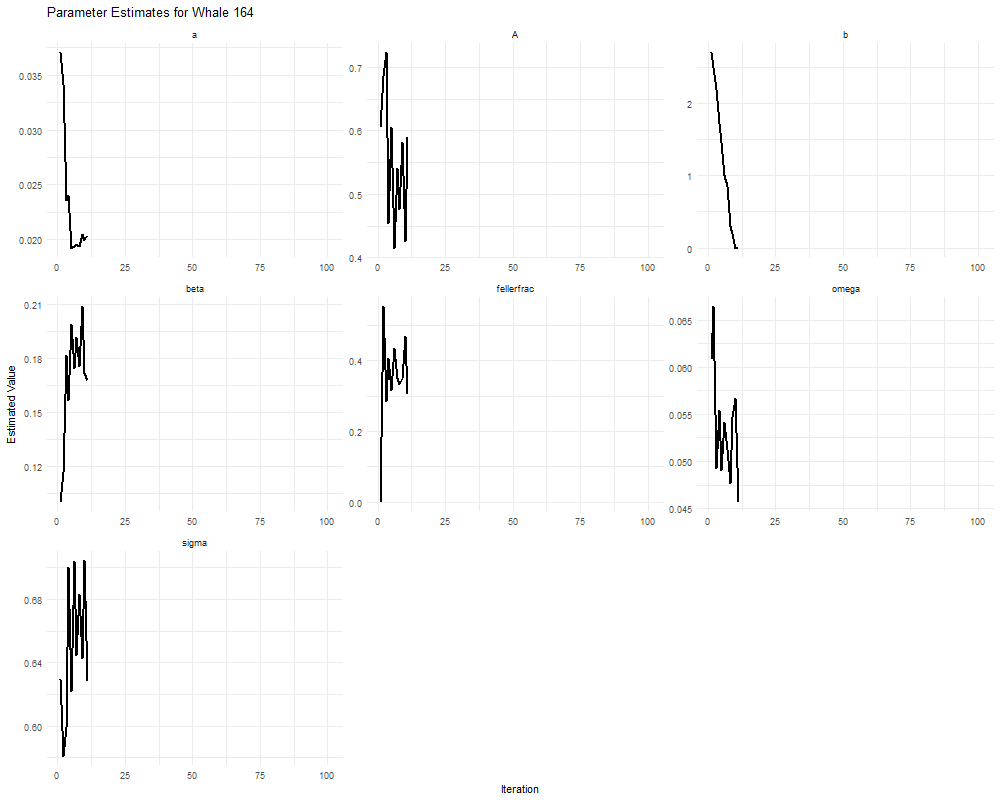 Parameter Estimates for Whale 164
a
A
b
0.035
0.030
0.025
0.020
0.7
0.6
0.5
0.4
2
1
0
0 25 50 75 100
0 25 50 75 100
0 25 50 75 100
beta
fellerfrac
omega
0.21
0.18
0.15
0.12
0.4
0.2
0.0
0.065
0.060
0.055
0.050
0.045
0 25 50 75 100
0 25 50 75 100
0 25 50 75 100
sigma
0.68
0.64
0.60
0 25 50 75 100
Estimated Value
Iteration